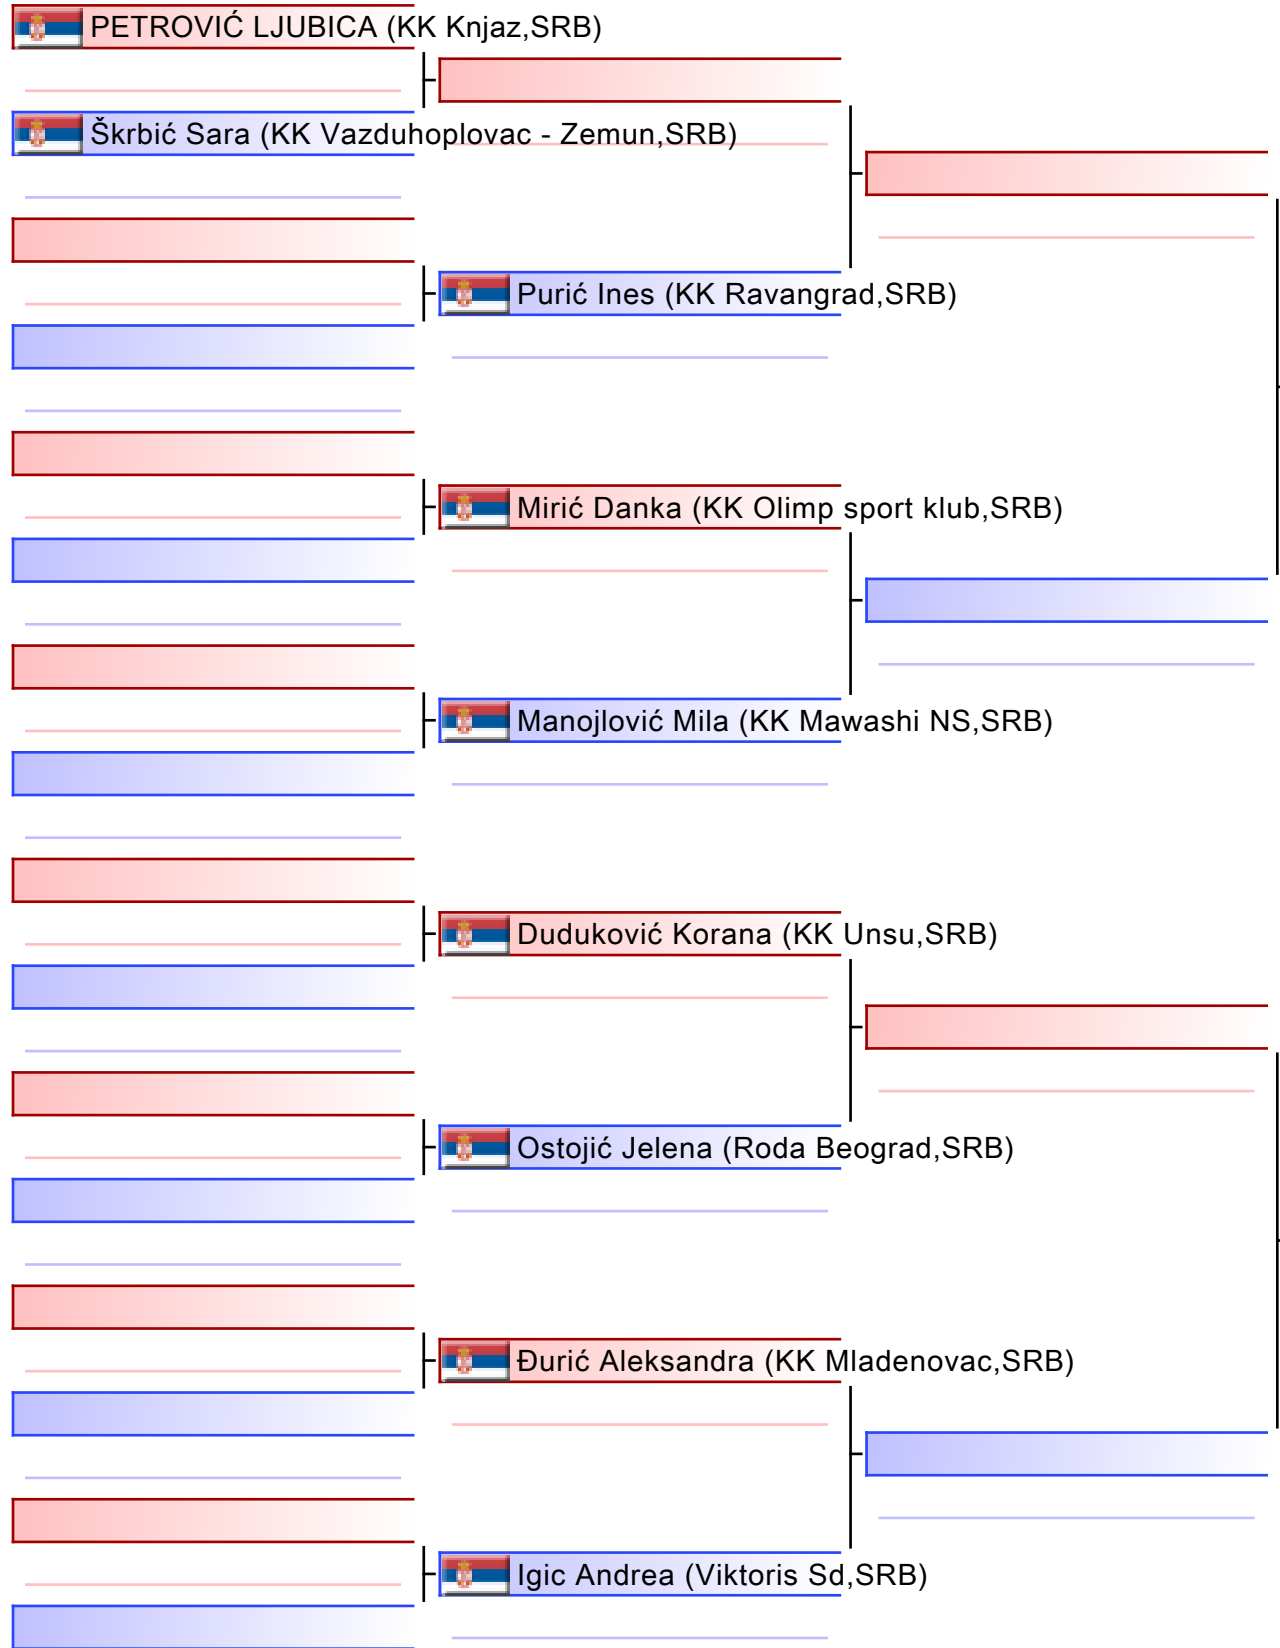 PETROVIĆ LJUBICA (KK Knjaz,SRB)
Škrbić Sara (KK Vazduhoplovac - Zemun,SRB)
Purić Ines (KK Ravangrad,SRB)
Mirić Danka (KK Olimp sport klub,SRB)
Manojlović Mila (KK Mawashi NS,SRB)
Duduković Korana (KK Unsu,SRB)
Ostojić Jelena (Roda Beograd,SRB)
Đurić Aleksandra (KK Mladenovac,SRB)
Igic Andrea (Viktoris Sd,SRB)